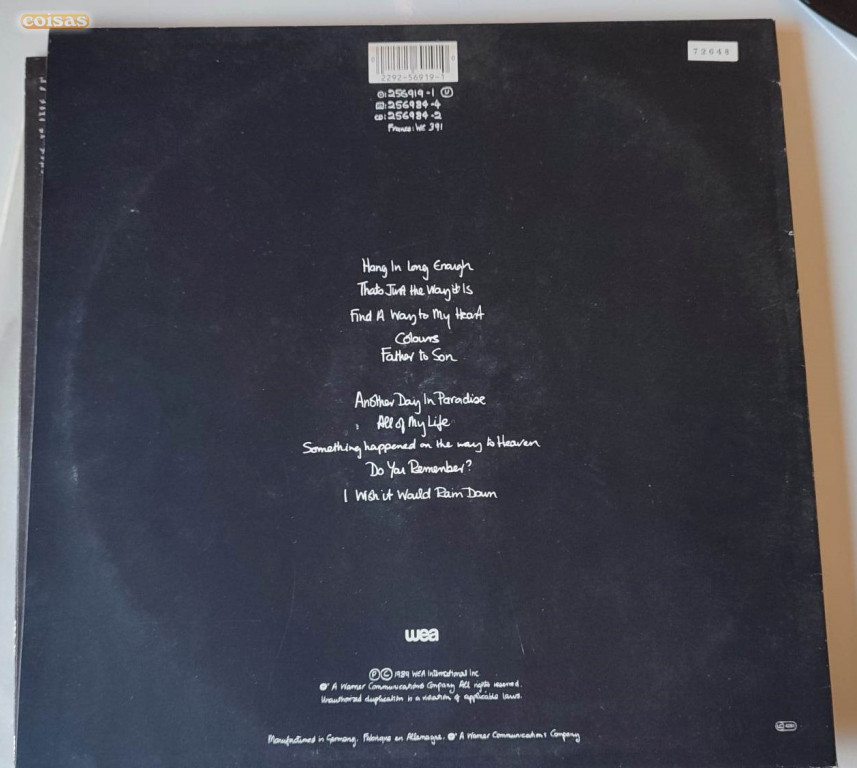 coisas
72648
2292-56919-1
: 256919-1 U
: 256984-4
CD: 256984-2
France: WE 391
Hang In Long Enough
Thats Just the Way it Is
Find A Way to My Heart
Colours
Father to Son
Another Day In Paradise
All of My Life
Something happened on the way to Heaven
Do You Remember?
I Wish it Would Rain Down
wea
Ⓟ © 1989 WEA International Inc
A Warner Communications Company All rights reserved.
Unauthorized duplication is a violation of applicable laws.
Manufactured in Germany. Fabriqué en Allemagne. A Warner Communications Company